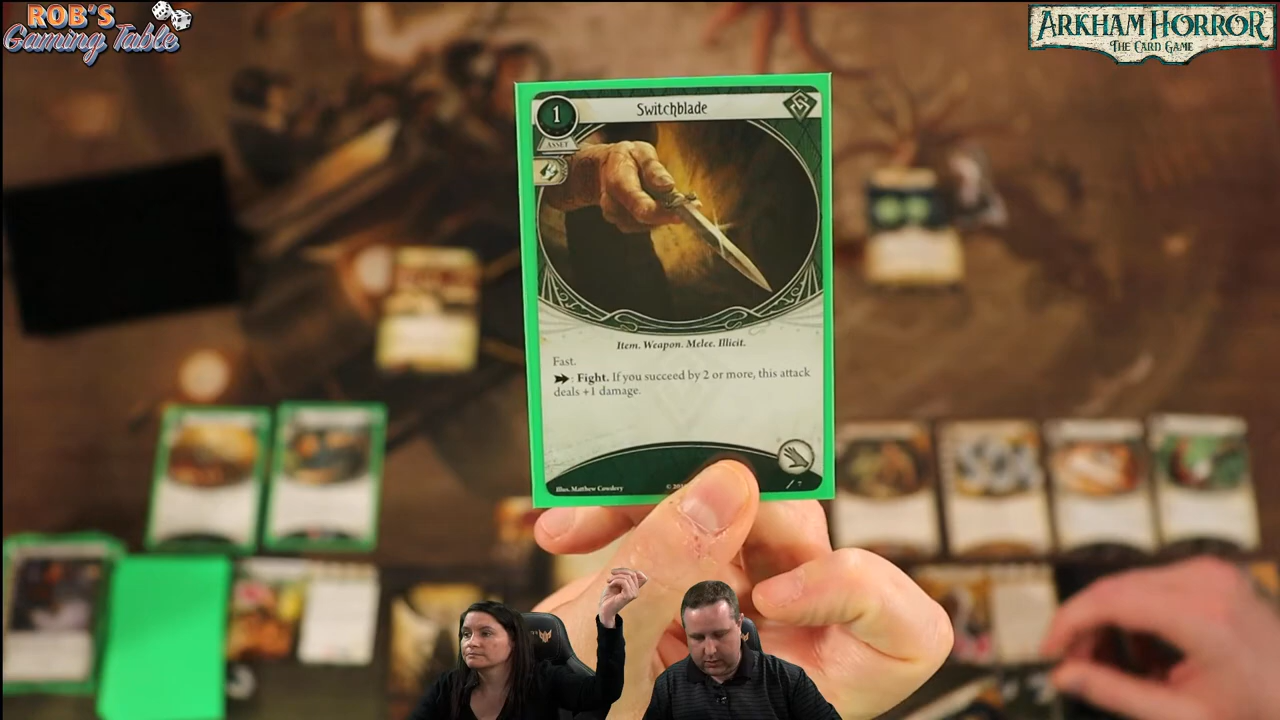 ROB'S
Gaming Table
ARKHAM HORROR
THE CARD GAME
1
Switchblade
ASSET
Item. Weapon. Melee. Illicit.
Fast.
: Fight. If you succeed by 2 or more, this attack
deals +1 damage.
Illus. Matthew Cowdery